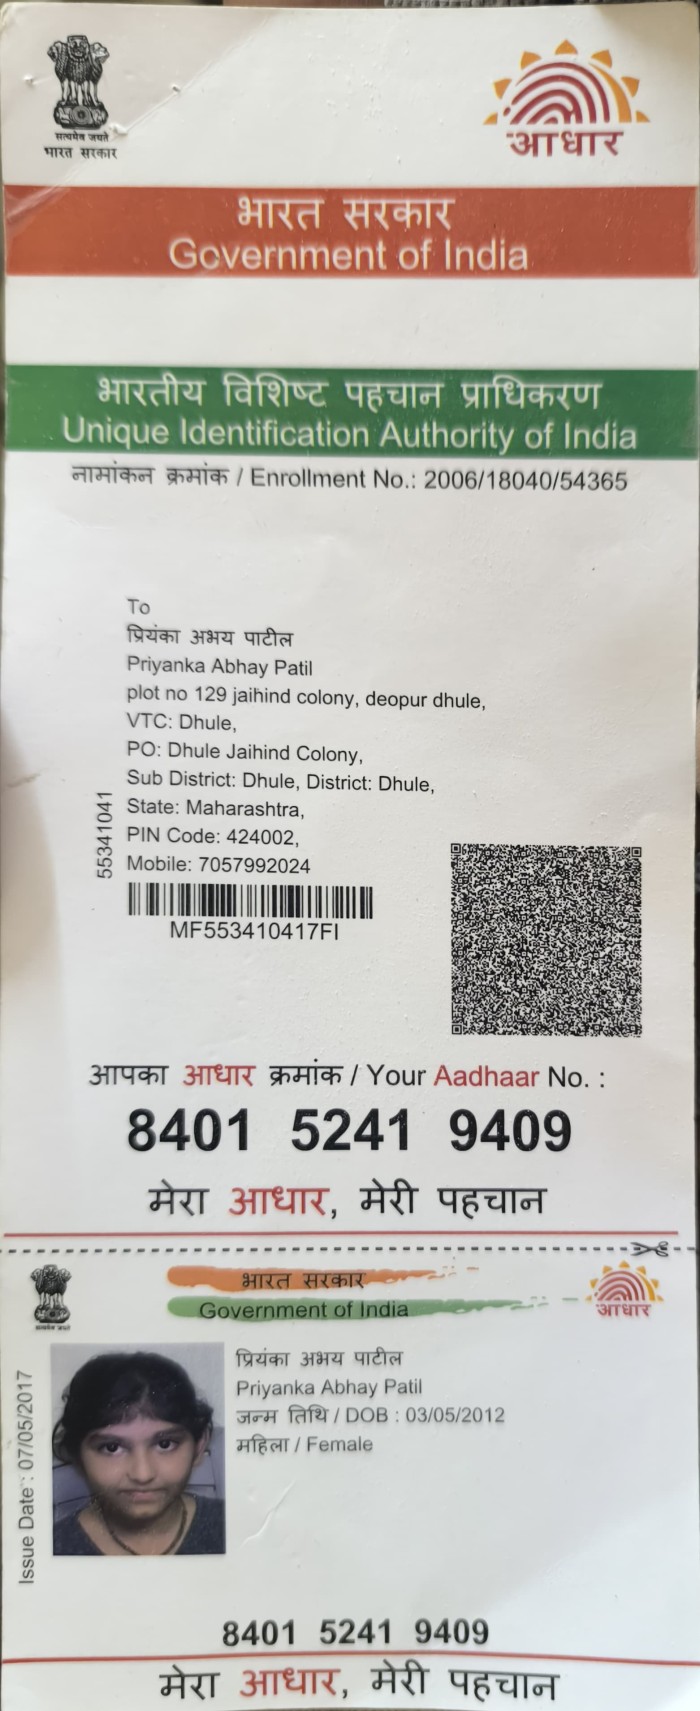 सत्यमेव जयते
भारत सरकार
आधार
भारत सरकार
Government of India
भारतीय विशिष्ट पहचान प्राधिकरण
Unique Identification Authority of India
नामांकन क्रमांक / Enrollment No.: 2006/18040/54365
To
प्रियंका अभय पाटील
Priyanka Abhay Patil
plot no 129 jaihind colony, deopur dhule,
VTC: Dhule,
PO: Dhule Jaihind Colony,
Sub District: Dhule, District: Dhule,
State: Maharashtra,
PIN Code: 424002,
Mobile: 7057992024
55341041
MF553410417FI
आपका आधार क्रमांक / Your Aadhaar No. :
8401 5241 9409
मेरा आधार, मेरी पहचान
भारत सरकार
Government of India
सत्यमेव जयते
आधार
प्रियंका अभय पाटील
Priyanka Abhay Patil
जन्म तिथि / DOB : 03/05/2012
महिला / Female
Issue Date : 07/05/2017
8401 5241 9409
मेरा आधार, मेरी पहचान